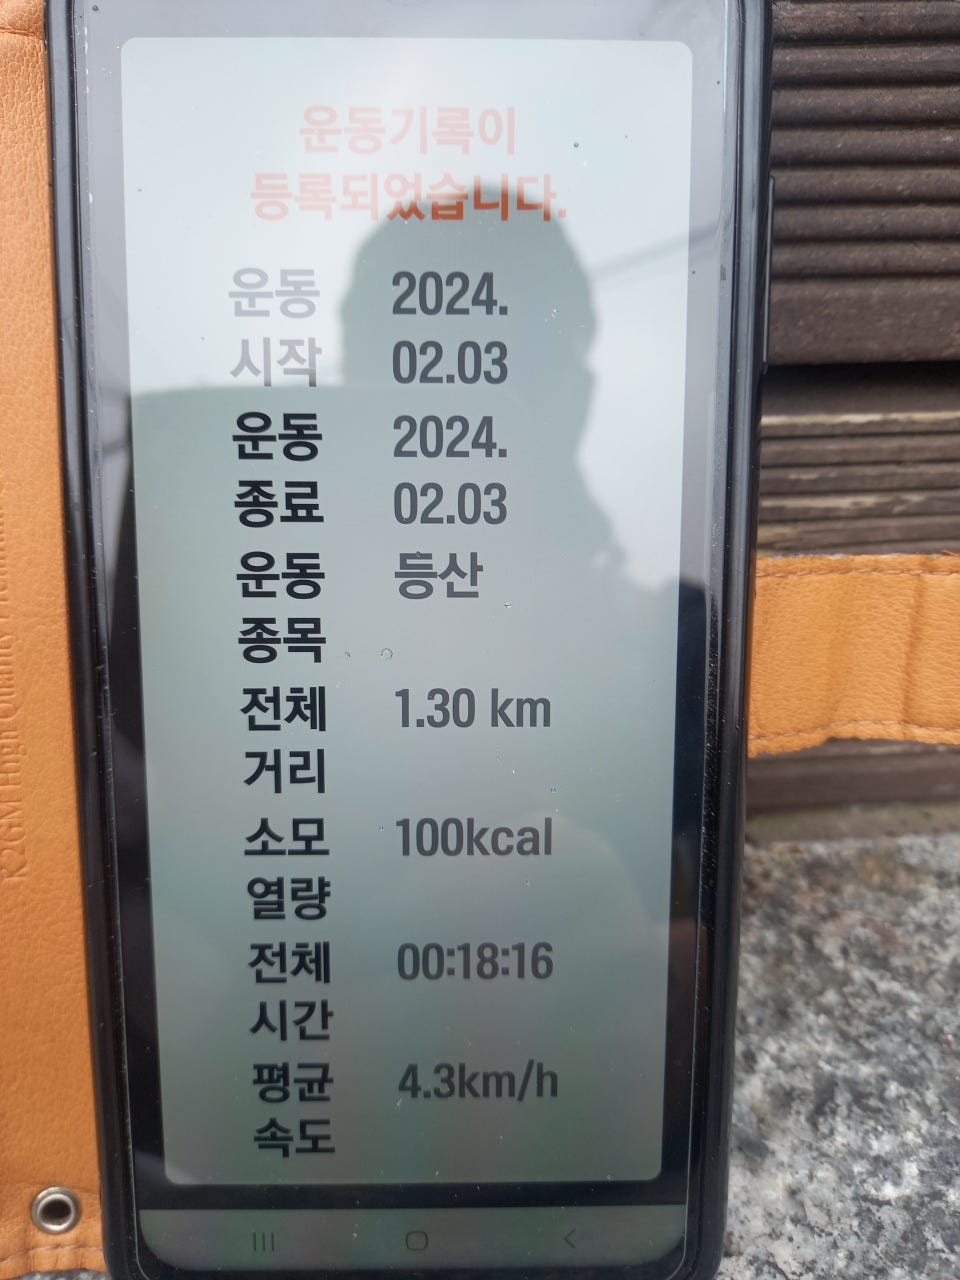 운동기록이
등록되었습니다.
운동 2024.
시작 02.03
운동 2024.
종료 02.03
운동 등산
종목
전체 1.30 km
거리
소모 100kcal
열량
전체 00:18:16
시간
평균 4.3km/h
속도